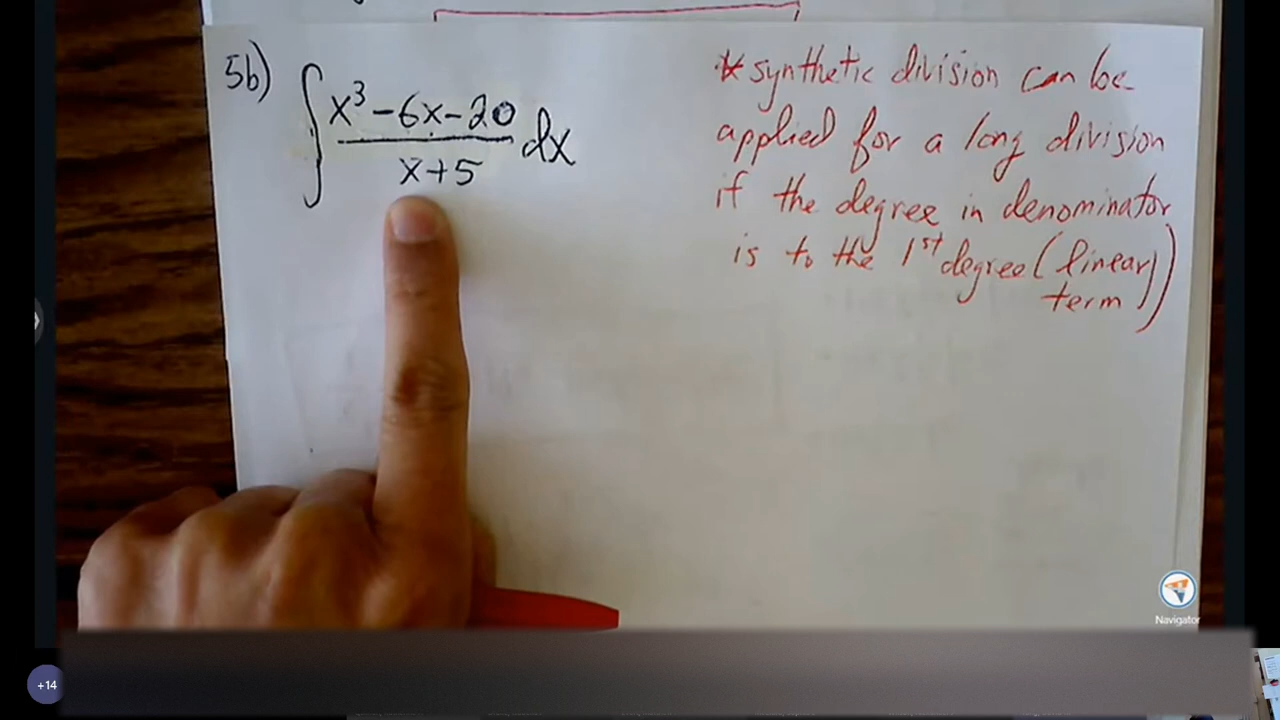 5b) ∫ x³ - 6x - 20 / x + 5 dx
* synthetic division can be
applied for a long division
if the degree in denominator
is to the 1st degree (linear)
term)
Navigator
+14